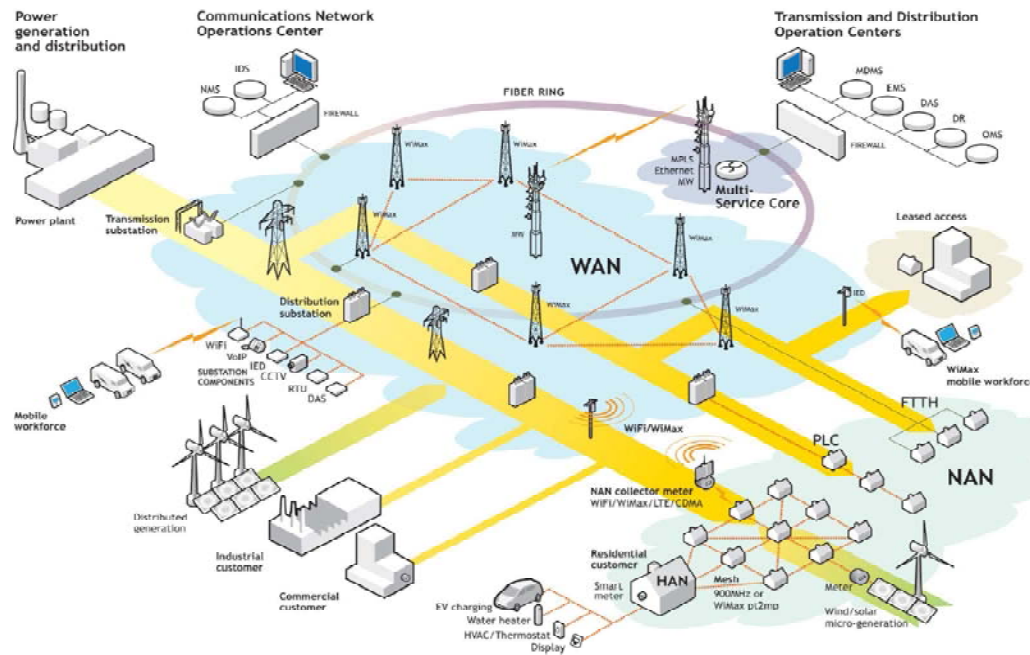 Power
generation
and distribution
Communications Network
Operations Center
Transmission and Distribution
Operation Centers
IDS
NMS
FIREWALL
FIBER RING
MDMS
EMS
DAS
DR
OMS
FIREWALL
WiMax
WiMax
MPLS
Ethernet
MW
Multi-
Service Core
Power plant
Transmission
substation
WiMax
MW
WiMax
WAN
Leased access
Distribution
substation
WiMax
WiMax
IED
WiFi
VoIP
IED
CCTV
RTU
DAS
SUBSTATION
COMPONENTS
WiMax
mobile workforce
Mobile
workforce
WiFi/WiMax
FTTH
PLC
NAN
NAN collector meter
WiFi/WiMax/LTE/CDMA
Distributed
generation
Industrial
customer
Commercial
customer
Residential
customer
Smart
meter
HAN
Mesh
900MHz or
WiMax pt2mp
Meter
Wind/solar
micro-generation
EV charging
Water heater
HVAC/Thermostat
Display